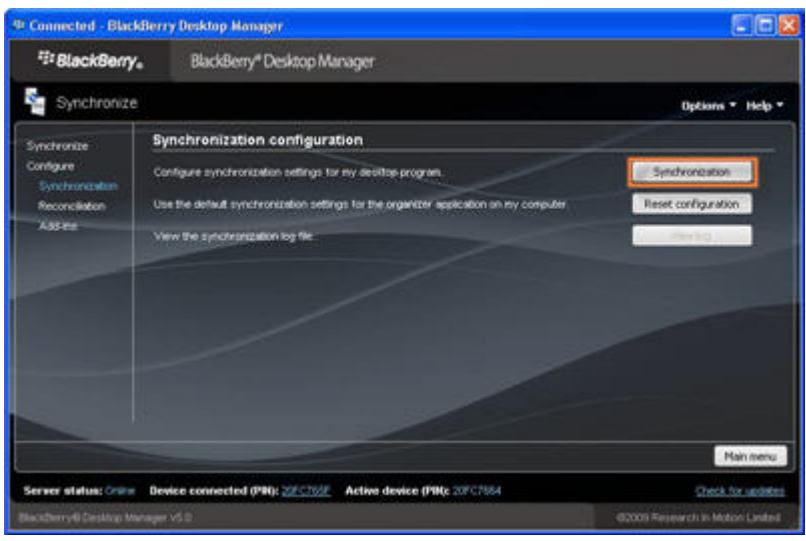 Connected - BlackBerry Desktop Manager
BlackBerry® BlackBerry® Desktop Manager
Synchronize Options Help
Synchronize
Configure
Synchronization
Reconciliation
Add-ins
Synchronization configuration
Configure synchronization settings for my desktop program. Synchronization
Use the default synchronization settings for the organizer application on my computer Reset configuration
View the synchronization log file. View log
Main menu
Server status: Online Device connected (PIN): Active device (PIN): 20FC7664 Check for updates
BlackBerry® Desktop Manager v5.0 ©2009 Research In Motion Limited